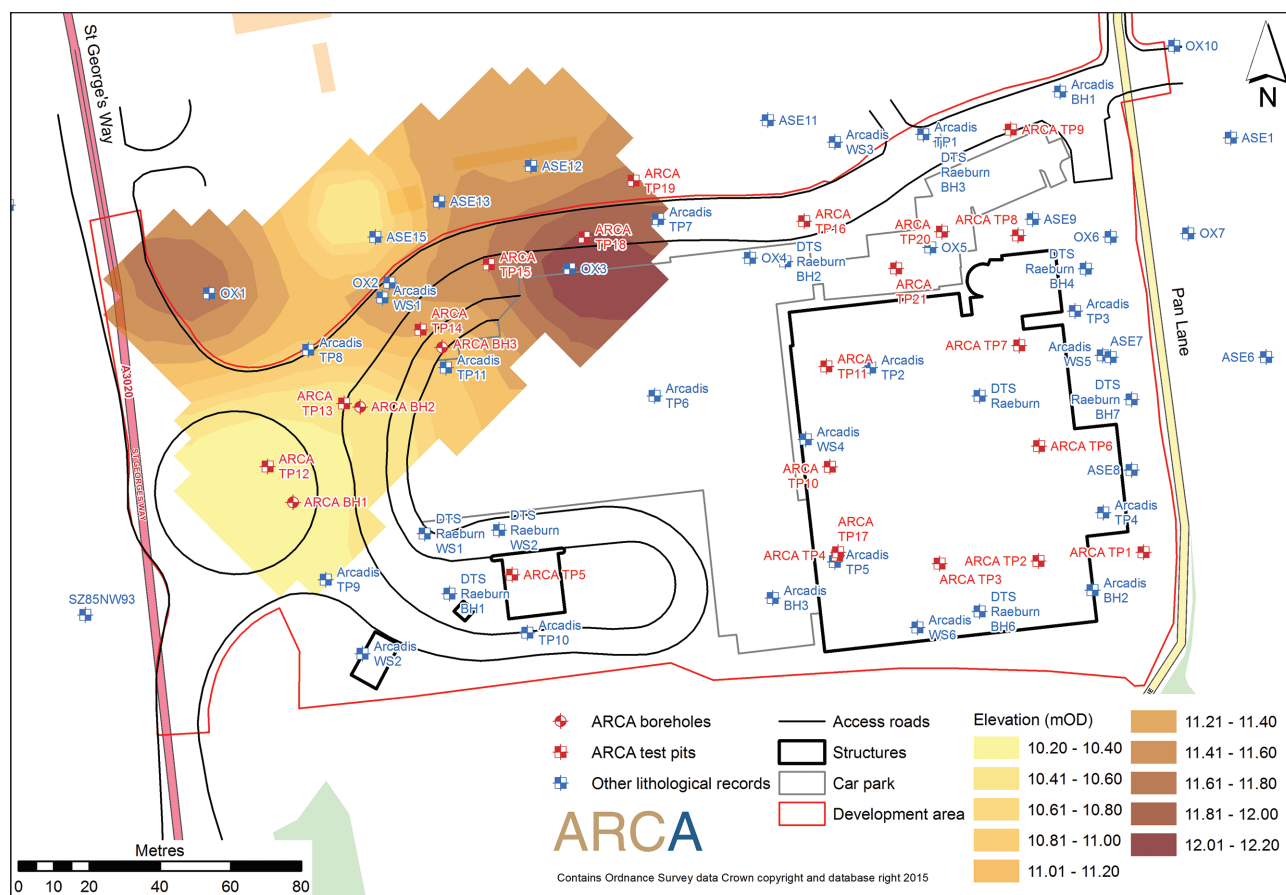 St George's Way
A3020
ST GEORGES WAY
Pan Lane
N
OX10
Arcadis
BH1
ASE11
Arcadis
WS3
Arcadis
TP1
ARCA TP9
ASE1
DTS
Raeburn
BH3
ASE12
ARCA
TP19
ASE13
Arcadis
TP7
ARCA
TP16
ARCA
TP20
ARCA TP8
ASE9
OX6
OX7
ASE15
ARCA
TP18
ARCA
TP15
OX3
OX4
DTS
Raeburn
BH2
OX5
ARCA
TP21
DTS
Raeburn
BH4
OX1
OX2
Arcadis
WS1
Arcadis
TP3
ARCA
TP14
ARCA BH3
Arcadis
TP8
Arcadis
TP11
ARCA
TP11
Arcadis
TP2
ARCA TP7
Arcadis
WS5
ASE7
ASE6
Arcadis
TP6
DTS
Raeburn
DTS
Raeburn
BH7
ARCA
TP13
ARCA BH2
Arcadis
WS4
ARCA TP6
ARCA
TP12
ARCA
TP10
ASE8
ARCA BH1
Arcadis
TP4
DTS
Raeburn
WS1
DTS
Raeburn
WS2
ARCA
TP17
ARCA TP4
Arcadis
TP5
ARCA TP3
ARCA TP2
ARCA TP1
Arcadis
TP9
ARCA TP5
DTS
Raeburn
BH1
Arcadis
BH3
Arcadis
BH2
SZ85NW93
Arcadis
TP10
Arcadis
WS6
DTS
Raeburn
BH6
Arcadis
WS2
ARCA boreholes
ARCA test pits
Other lithological records
Access roads
Structures
Car park
Development area
Elevation (mOD)
10.20 - 10.40
10.41 - 10.60
10.61 - 10.80
10.81 - 11.00
11.01 - 11.20
11.21 - 11.40
11.41 - 11.60
11.61 - 11.80
11.81 - 12.00
12.01 - 12.20
ARCA
Contains Ordnance Survey data Crown copyright and database right 2015
Metres
0 10 20 40 60 80